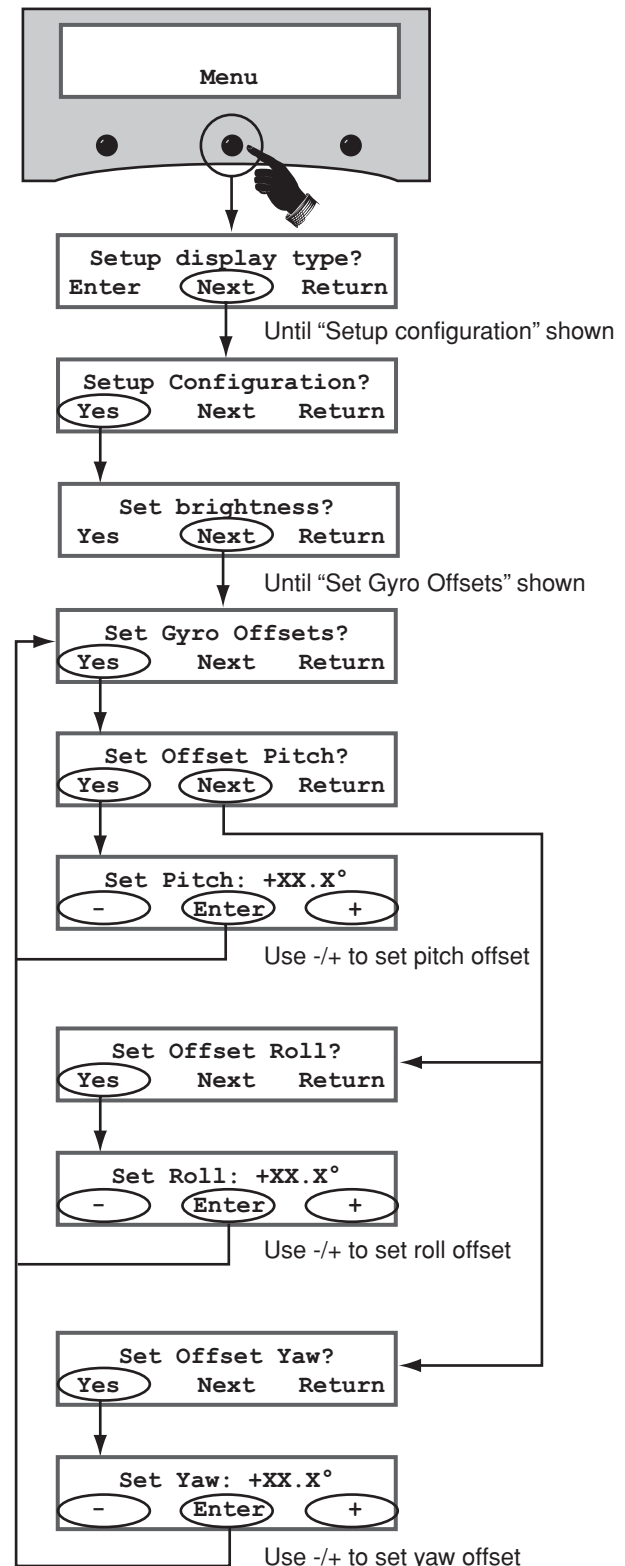 Menu
Setup display type?
Enter Next Return
Until “Setup configuration” shown
Setup Configuration?
Yes Next Return
Set brightness?
Yes Next Return
Until “Set Gyro Offsets” shown
Set Gyro Offsets?
Yes Next Return
Set Offset Pitch?
Yes Next Return
Set Pitch: +XX.X°
- Enter +
Use -/+ to set pitch offset
Set Offset Roll?
Yes Next Return
Set Roll: +XX.X°
- Enter +
Use -/+ to set roll offset
Set Offset Yaw?
Yes Next Return
Set Yaw: +XX.X°
- Enter +
Use -/+ to set yaw offset